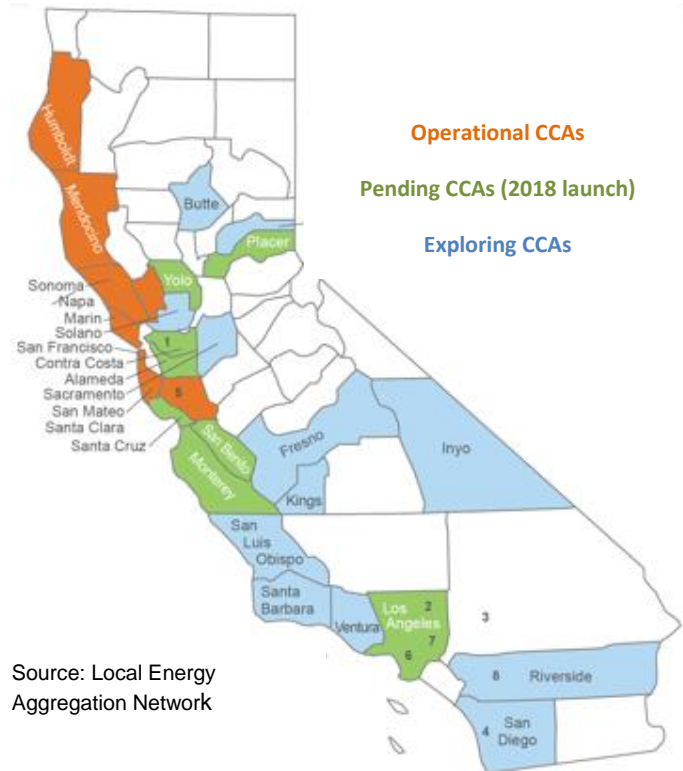 Operational CCAs
Pending CCAs (2018 launch)
Exploring CCAs
Humboldt
Mendocino
Butte
Placer
Yolo
Sonoma
Napa
Marin
Solano
San Francisco
Contra Costa
Alameda
Sacramento
San Mateo
Santa Clara
Santa Cruz
1
5
San Benito
Monterey
Fresno
Kings
Inyo
San
Luis
Obispo
Santa
Barbara
Ventura
Los
Angeles
2
7
6
3
8 Riverside
4 San
Diego
Source: Local Energy
Aggregation Network